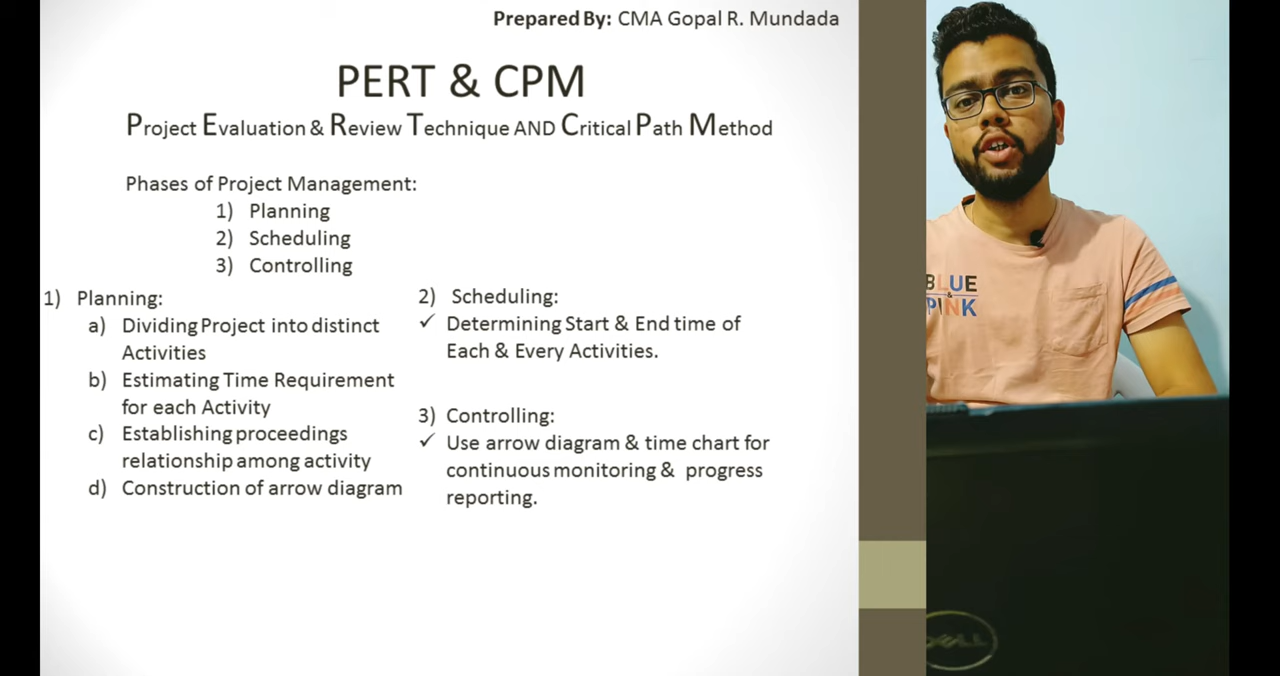 Prepared By: CMA Gopal R. Mundada
PERT & CPM
Project Evaluation & Review Technique AND Critical Path Method
Phases of Project Management:
1) Planning
2) Scheduling
3) Controlling
1) Planning:
a) Dividing Project into distinct
Activities
b) Estimating Time Requirement
for each Activity
c) Establishing proceedings
relationship among activity
d) Construction of arrow diagram
2) Scheduling:
✓ Determining Start & End time of
Each & Every Activities.
3) Controlling:
✓ Use arrow diagram & time chart for
continuous monitoring & progress
reporting.
BLUE
&
PINK
DELL